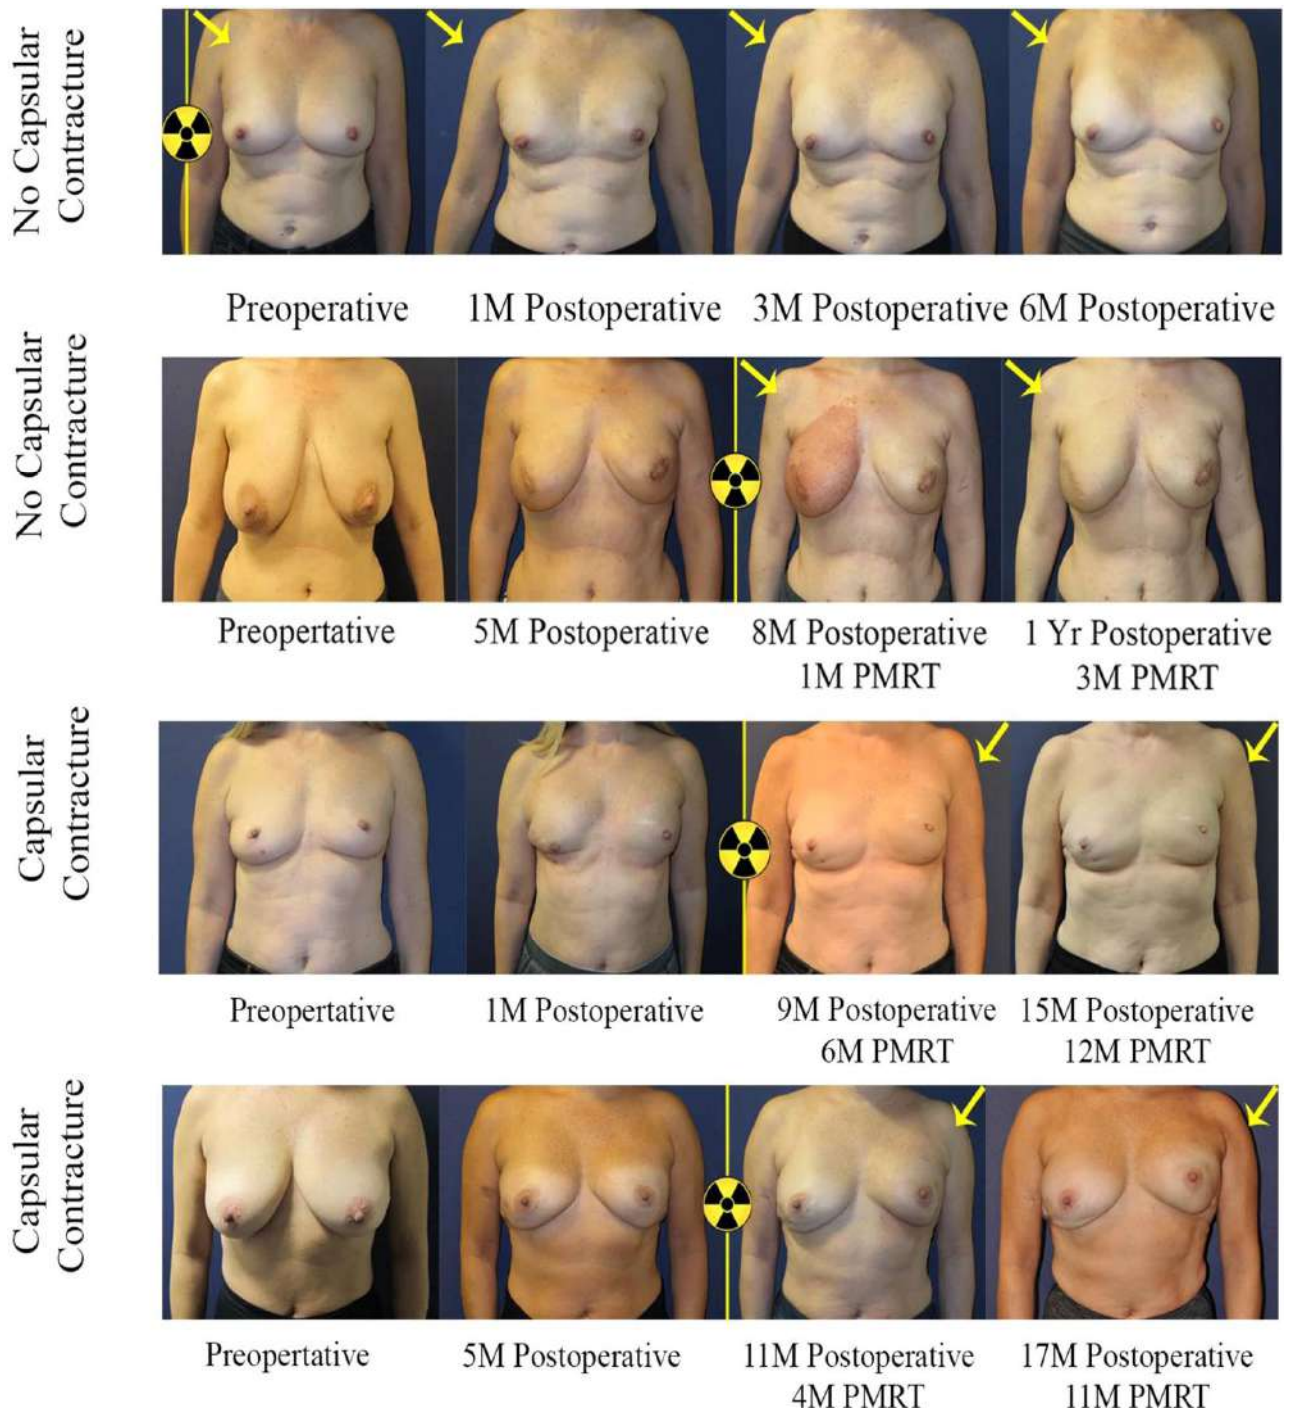 No Capsular
Contracture
Preoperative
1M Postoperative
3M Postoperative
6M Postoperative
No Capsular
Contracture
Preopertative
5M Postoperative
8M Postoperative
1M PMRT
1 Yr Postoperative
3M PMRT
Capsular
Contracture
Preopertative
1M Postoperative
9M Postoperative
6M PMRT
15M Postoperative
12M PMRT
Capsular
Contracture
Preopertative
5M Postoperative
11M Postoperative
4M PMRT
17M Postoperative
11M PMRT